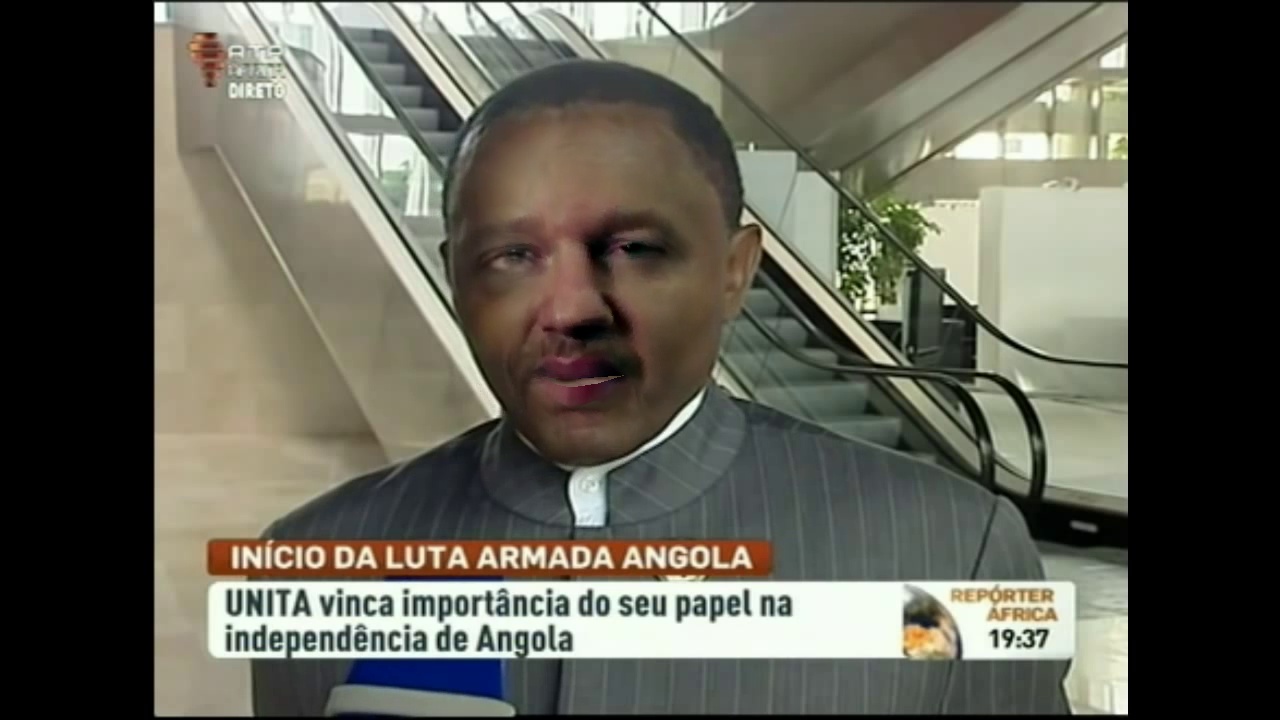 DIRETO
INÍCIO DA LUTA ARMADA ANGOLA
UNITA vinca importância do seu papel na
independência de Angola
REPÓRTER
ÁFRICA
19:37